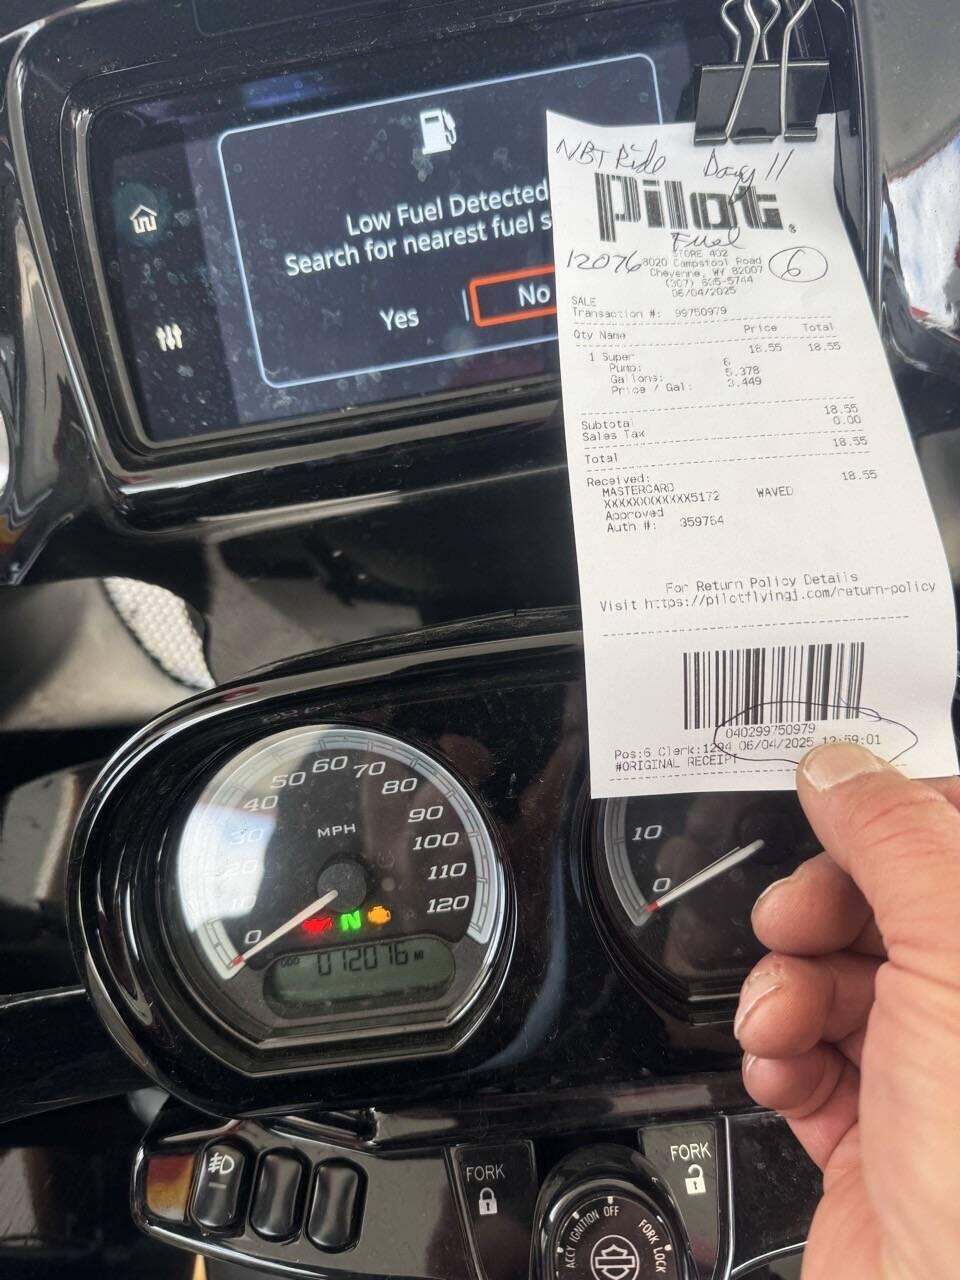 Low Fuel Detected
Search for nearest fuel s
Yes
No
NBT Ride Day 11
Pilot
Fuel
12076
6
STORE 402
8020 Campstool Road
Cheyenne, WY 82007
(307) 635-5744
06/04/2025
SALE
Transaction #: 99750979
Qty Name Price Total
1 Super 18.55 18.55
Pump: 6
Gallons: 5.378
Price / Gal: 3.449
Subtotal 18.55
Sales Tax 0.00
Total 18.55
Received: 18.55
MASTERCARD
XXXXXXXXXXXX5172 WAVED
Approved
Auth #: 359764
For Return Policy Details
Visit https://pilotflyingj.com/return-policy
040299750979
Pos:6 Clerk:1294 06/04/2025 12:59:01
#ORIGINAL RECEIPT
0 10 20 30 40 50 60 70 80 90 100 110 120
MPH
N
ODO 012076 MI
0 10
FORK
FORK
ACCY IGNITION OFF FORK LOCK